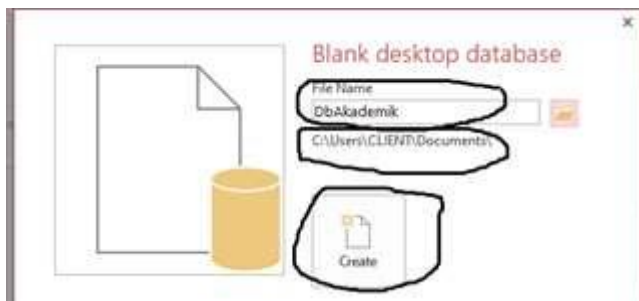 Blank desktop database
File Name
DbAkademik
C:\Users\CLIENT\Documents\
Create